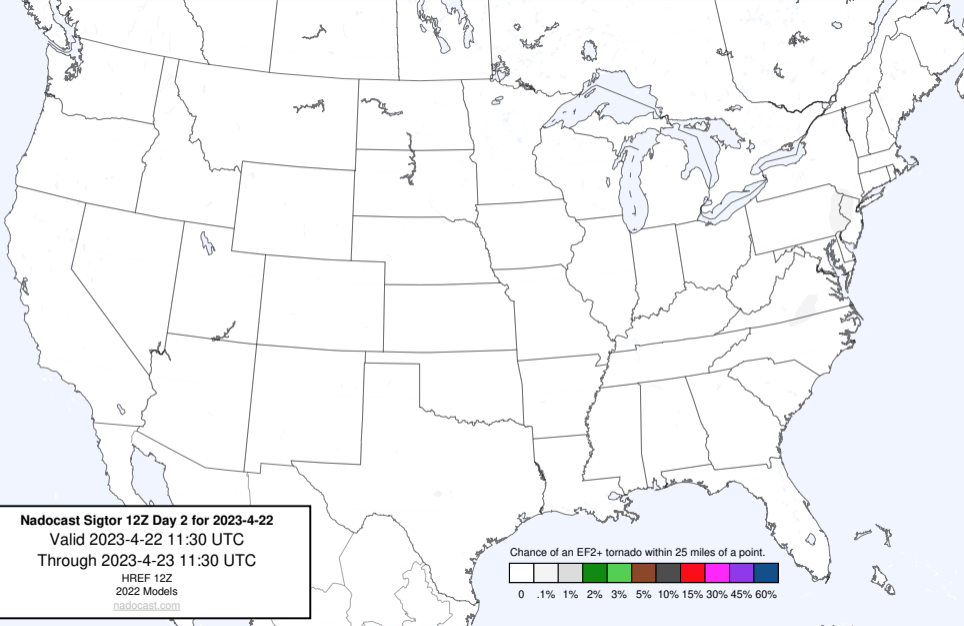 Nadocast Sigtor 12Z Day 2 for 2023-4-22
Valid 2023-4-22 11:30 UTC
Through 2023-4-23 11:30 UTC
HREF 12Z
2022 Models
nadocast.com
Chance of an EF2+ tornado within 25 miles of a point.
0 .1% 1% 2% 3% 5% 10% 15% 30% 45% 60%